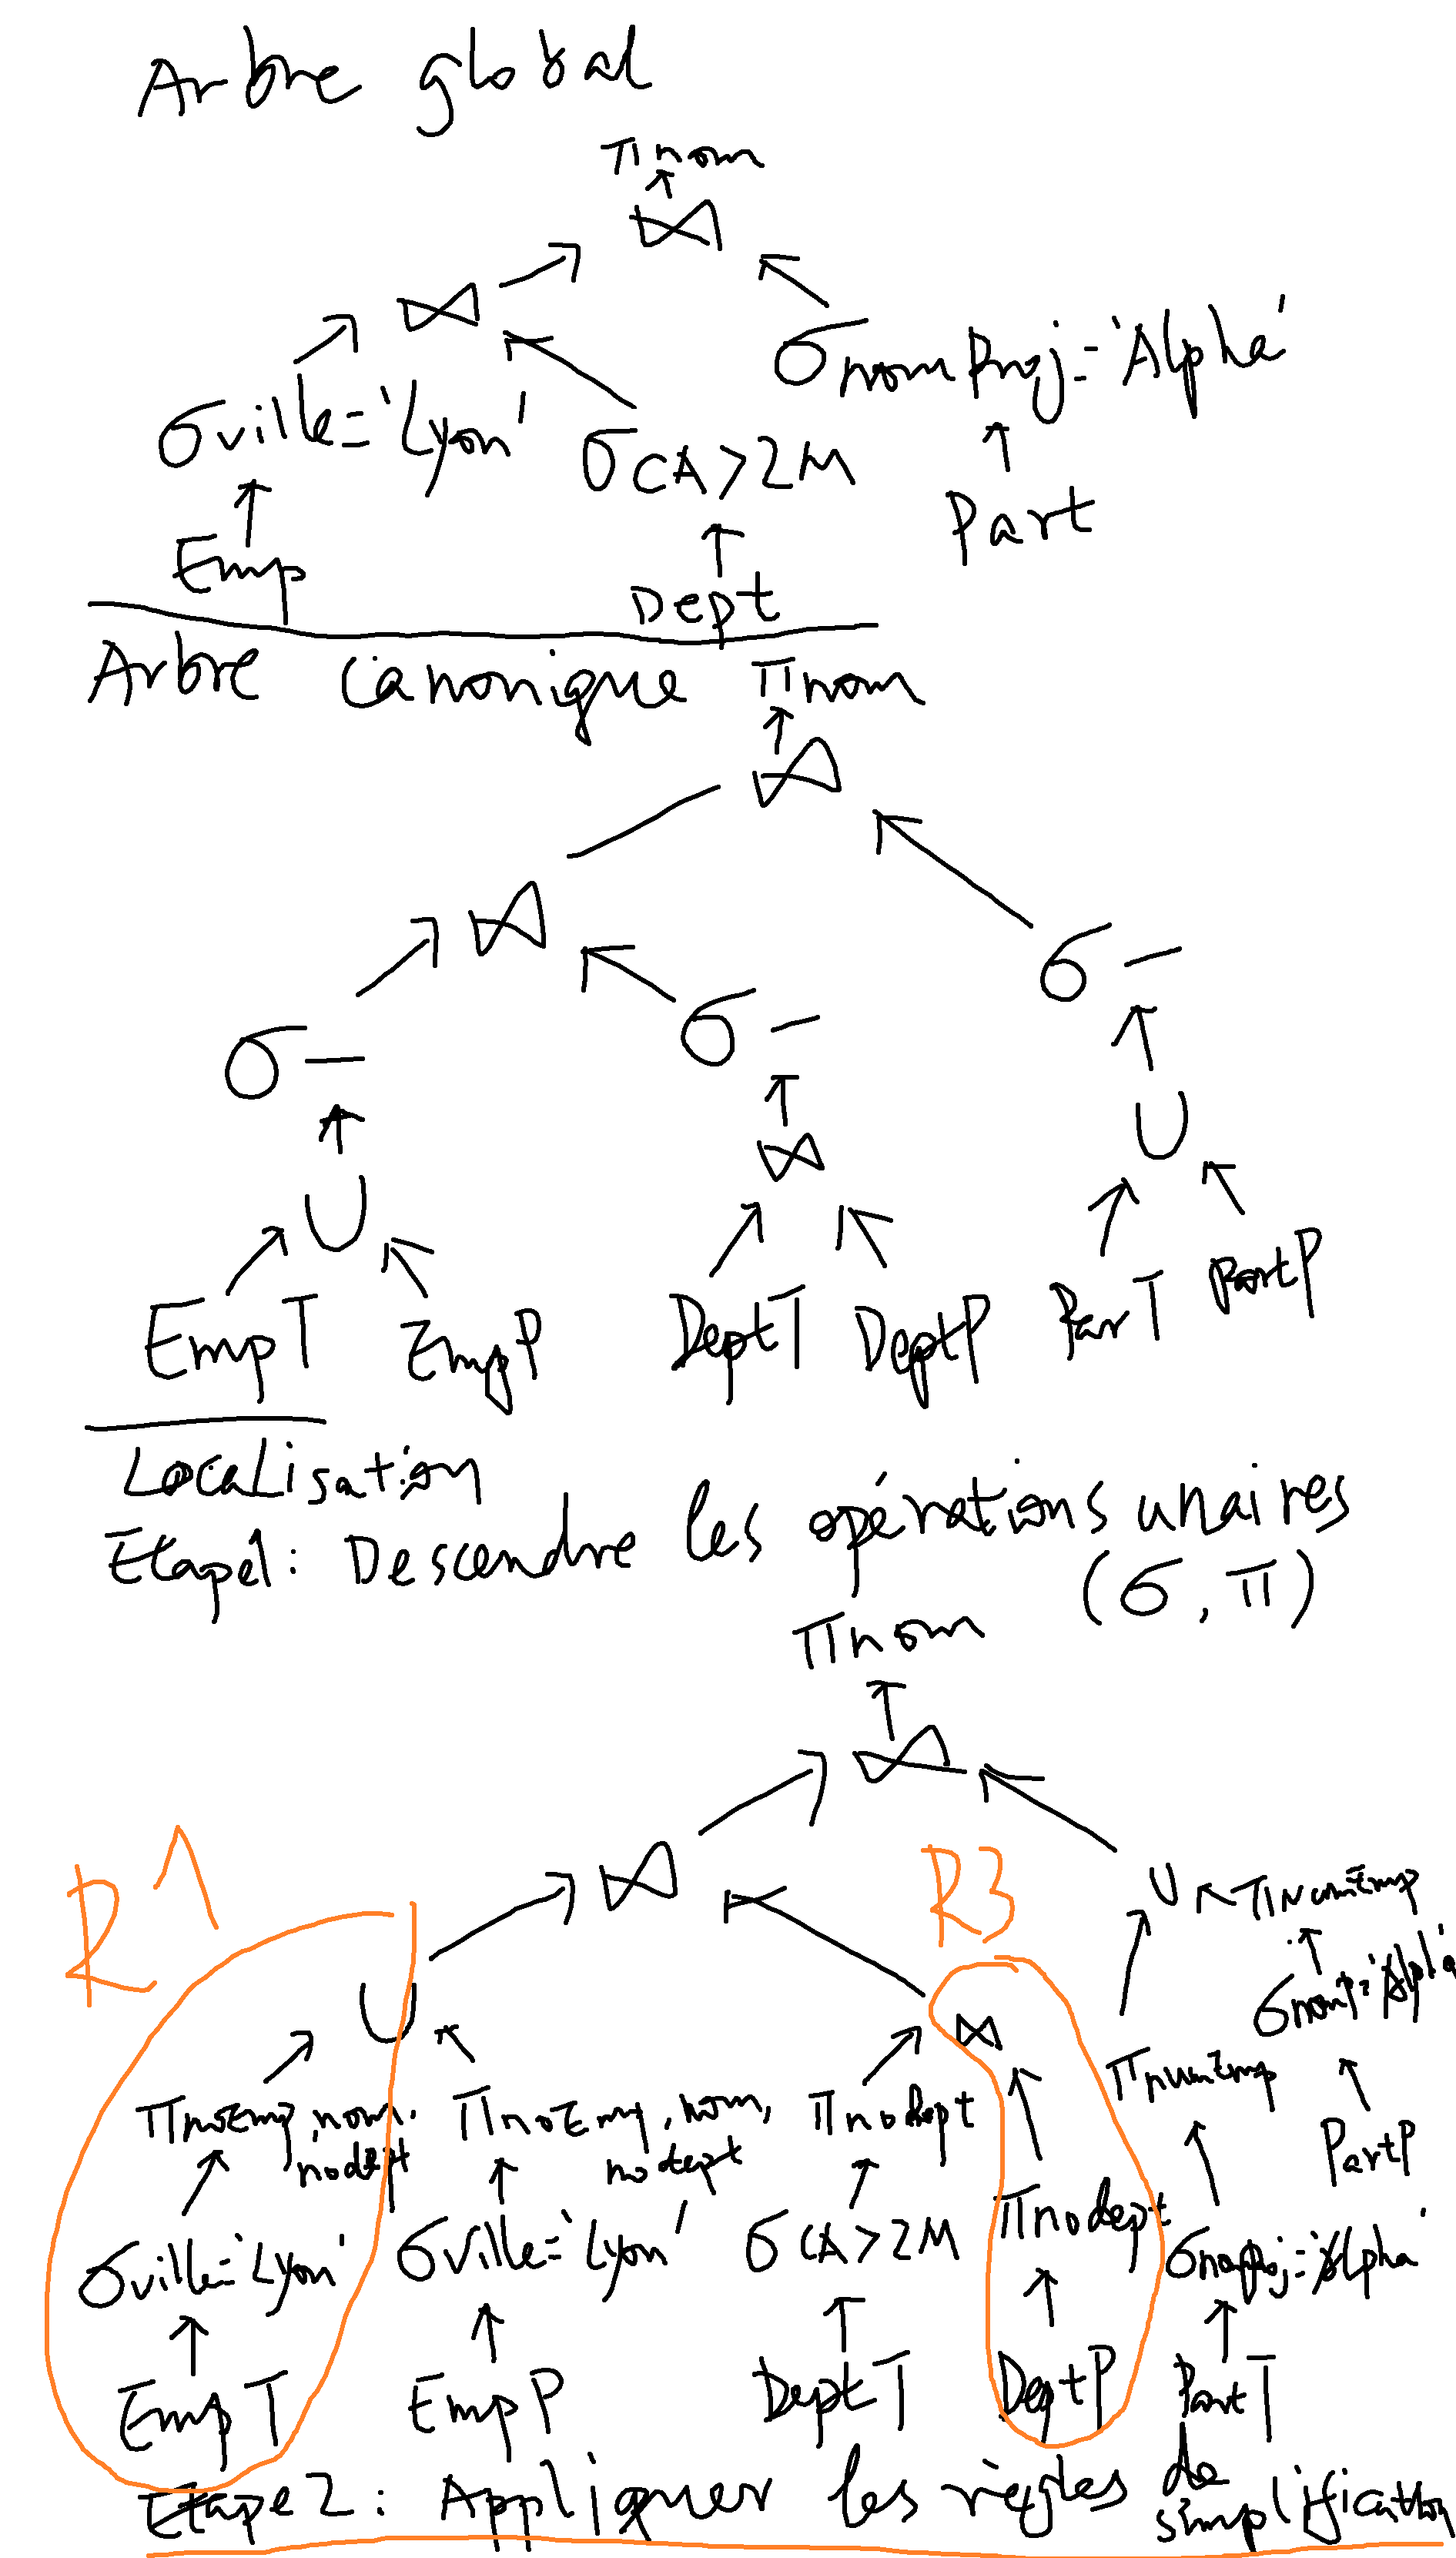 Arbre global
πnom
⋈
⋈
σnomProj='Alpha'
σville='Lyon'
σCA>2M
Part
Emp
Dept
Arbre canonique πnom
⋈
⋈
σ-
σ-
σ-
∪
⋈
∪
EmpT EmpP DeptT DeptP ParT partP
Localisation
Etape1: Descendre les opérations unaires
(σ, π)
πnom
⋈
R1
⋈
R3
∪ πnumEmp
∪
⋈
σnomp='Alpha
πnoEmp,nom, πnoEmp,nom, πnodept πnumEmp
nodept nodept
PartP
πnodept
σville='Lyon' σville='Lyon' σCA>2M
EmpT EmpP DeptT DeptP PartT
Etape2: Appliquer les règles de
simplification